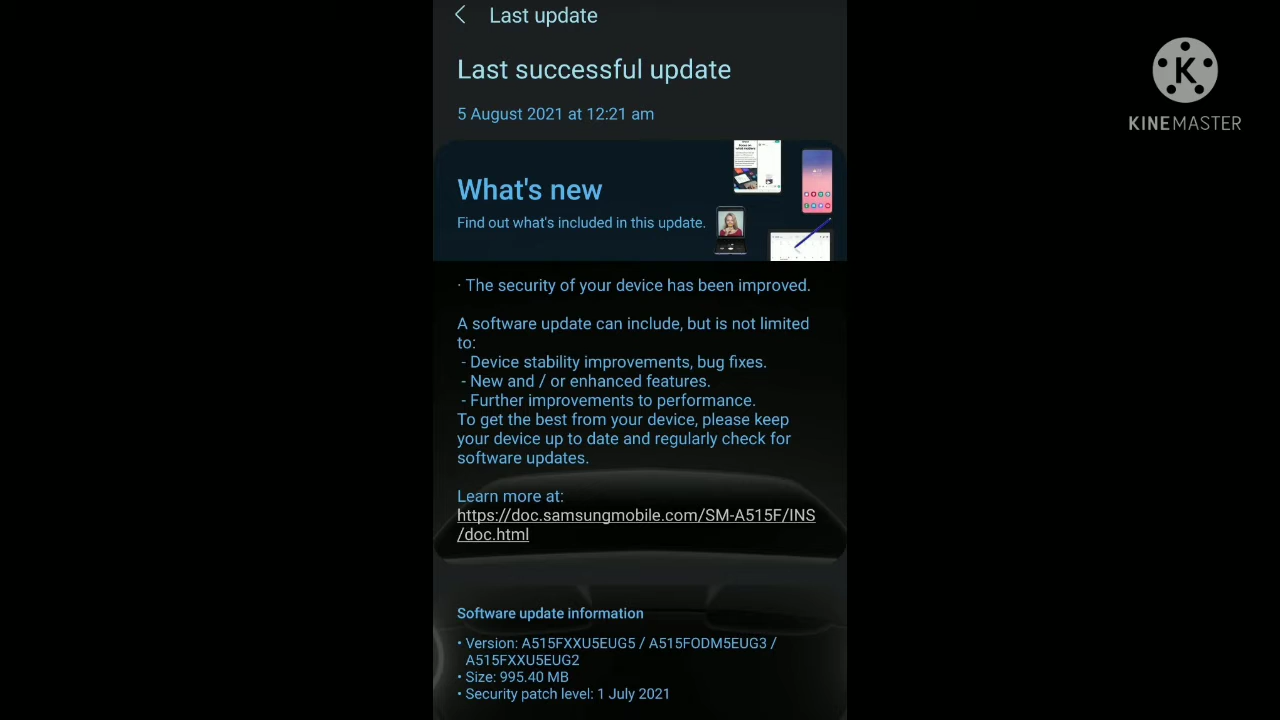 Last update
Last successful update
5 August 2021 at 12:21 am
What's new
Find out what's included in this update.
· The security of your device has been improved.
A software update can include, but is not limited
to:
- Device stability improvements, bug fixes.
- New and / or enhanced features.
- Further improvements to performance.
To get the best from your device, please keep
your device up to date and regularly check for
software updates.
Learn more at:
https://doc.samsungmobile.com/SM-A515F/INS
/doc.html
Software update information
• Version: A515FXXU5EUG5 / A515FODM5EUG3 /
A515FXXU5EUG2
• Size: 995.40 MB
• Security patch level: 1 July 2021
K
KINEMASTER